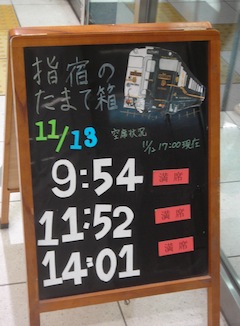 指宿の
たまて箱
11/13
空席状況
11/12 17:00現在
9:54 満席
11:52 満席
14:01 満席